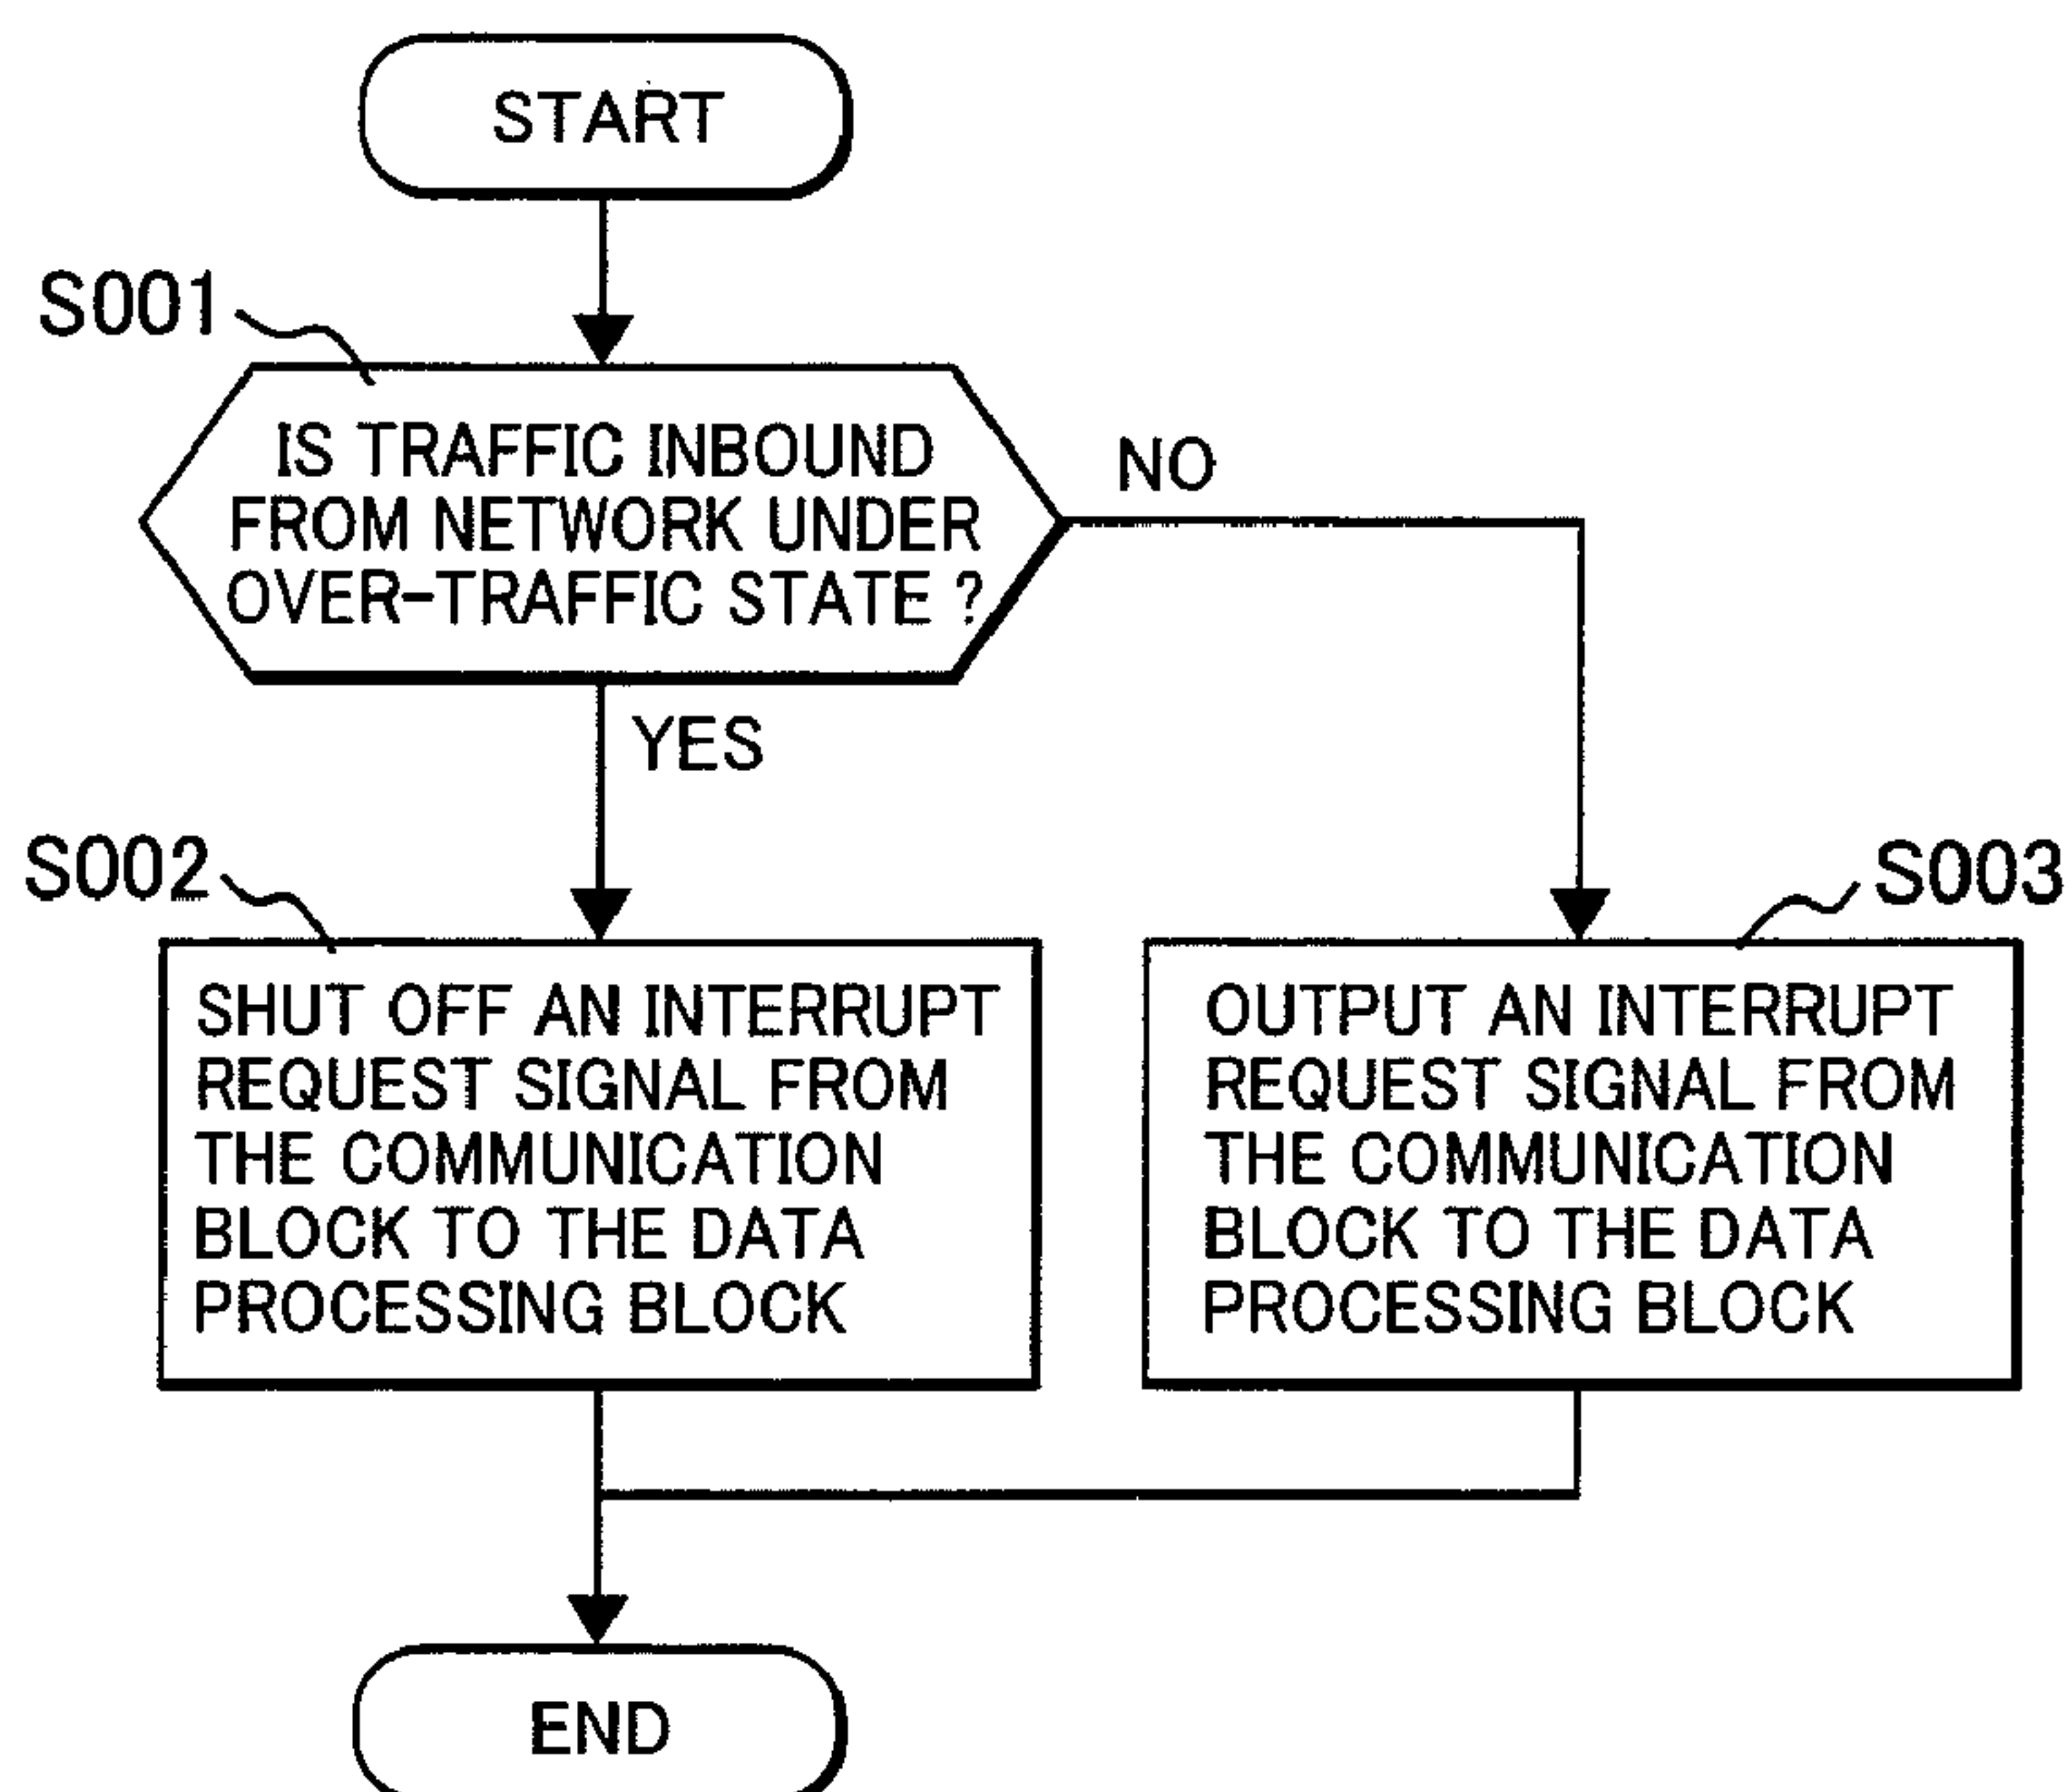 START
S001
IS TRAFFIC INBOUND
FROM NETWORK UNDER
OVER-TRAFFIC STATE ?
NO
YES
S002
SHUT OFF AN INTERRUPT
REQUEST SIGNAL FROM
THE COMMUNICATION
BLOCK TO THE DATA
PROCESSING BLOCK
S003
OUTPUT AN INTERRUPT
REQUEST SIGNAL FROM
THE COMMUNICATION
BLOCK TO THE DATA
PROCESSING BLOCK
END